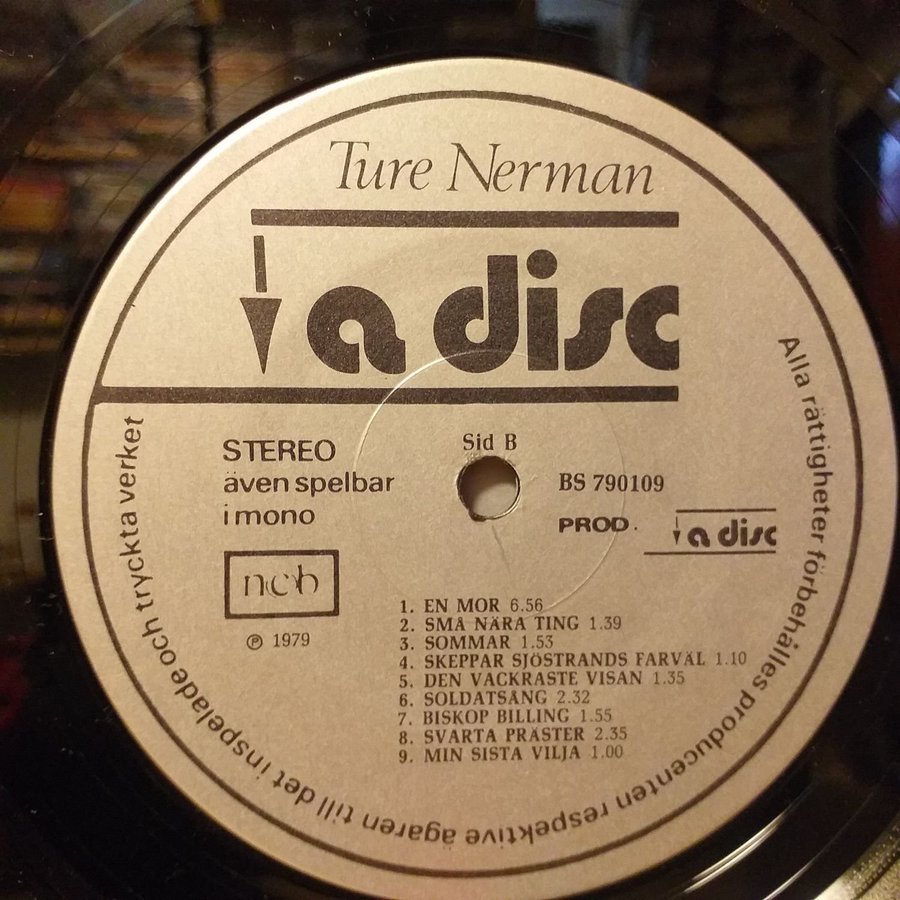 Ture Nerman
a disc
STEREO
även spelbar
i mono
Sid B
BS 790109
PROD. a disc
ncb
℗ 1979
1. EN MOR 6.56
2. SMA NÄRA TING 1.39
3. SOMMAR 1.53
4. SKEPPAR SJÖSTRANDS FARVÄL 1.10
5. DEN VACKRASTE VISAN 1.35
6. SOLDATSÅNG 2.32
7. BISKOP BILLING 1.55
8. SVARTA PRÄSTER 2.35
9. MIN SISTA VILJA 1.00
Alla rättigheter förbehålles producenten respektive ägaren till det inspelade och tryckta verket